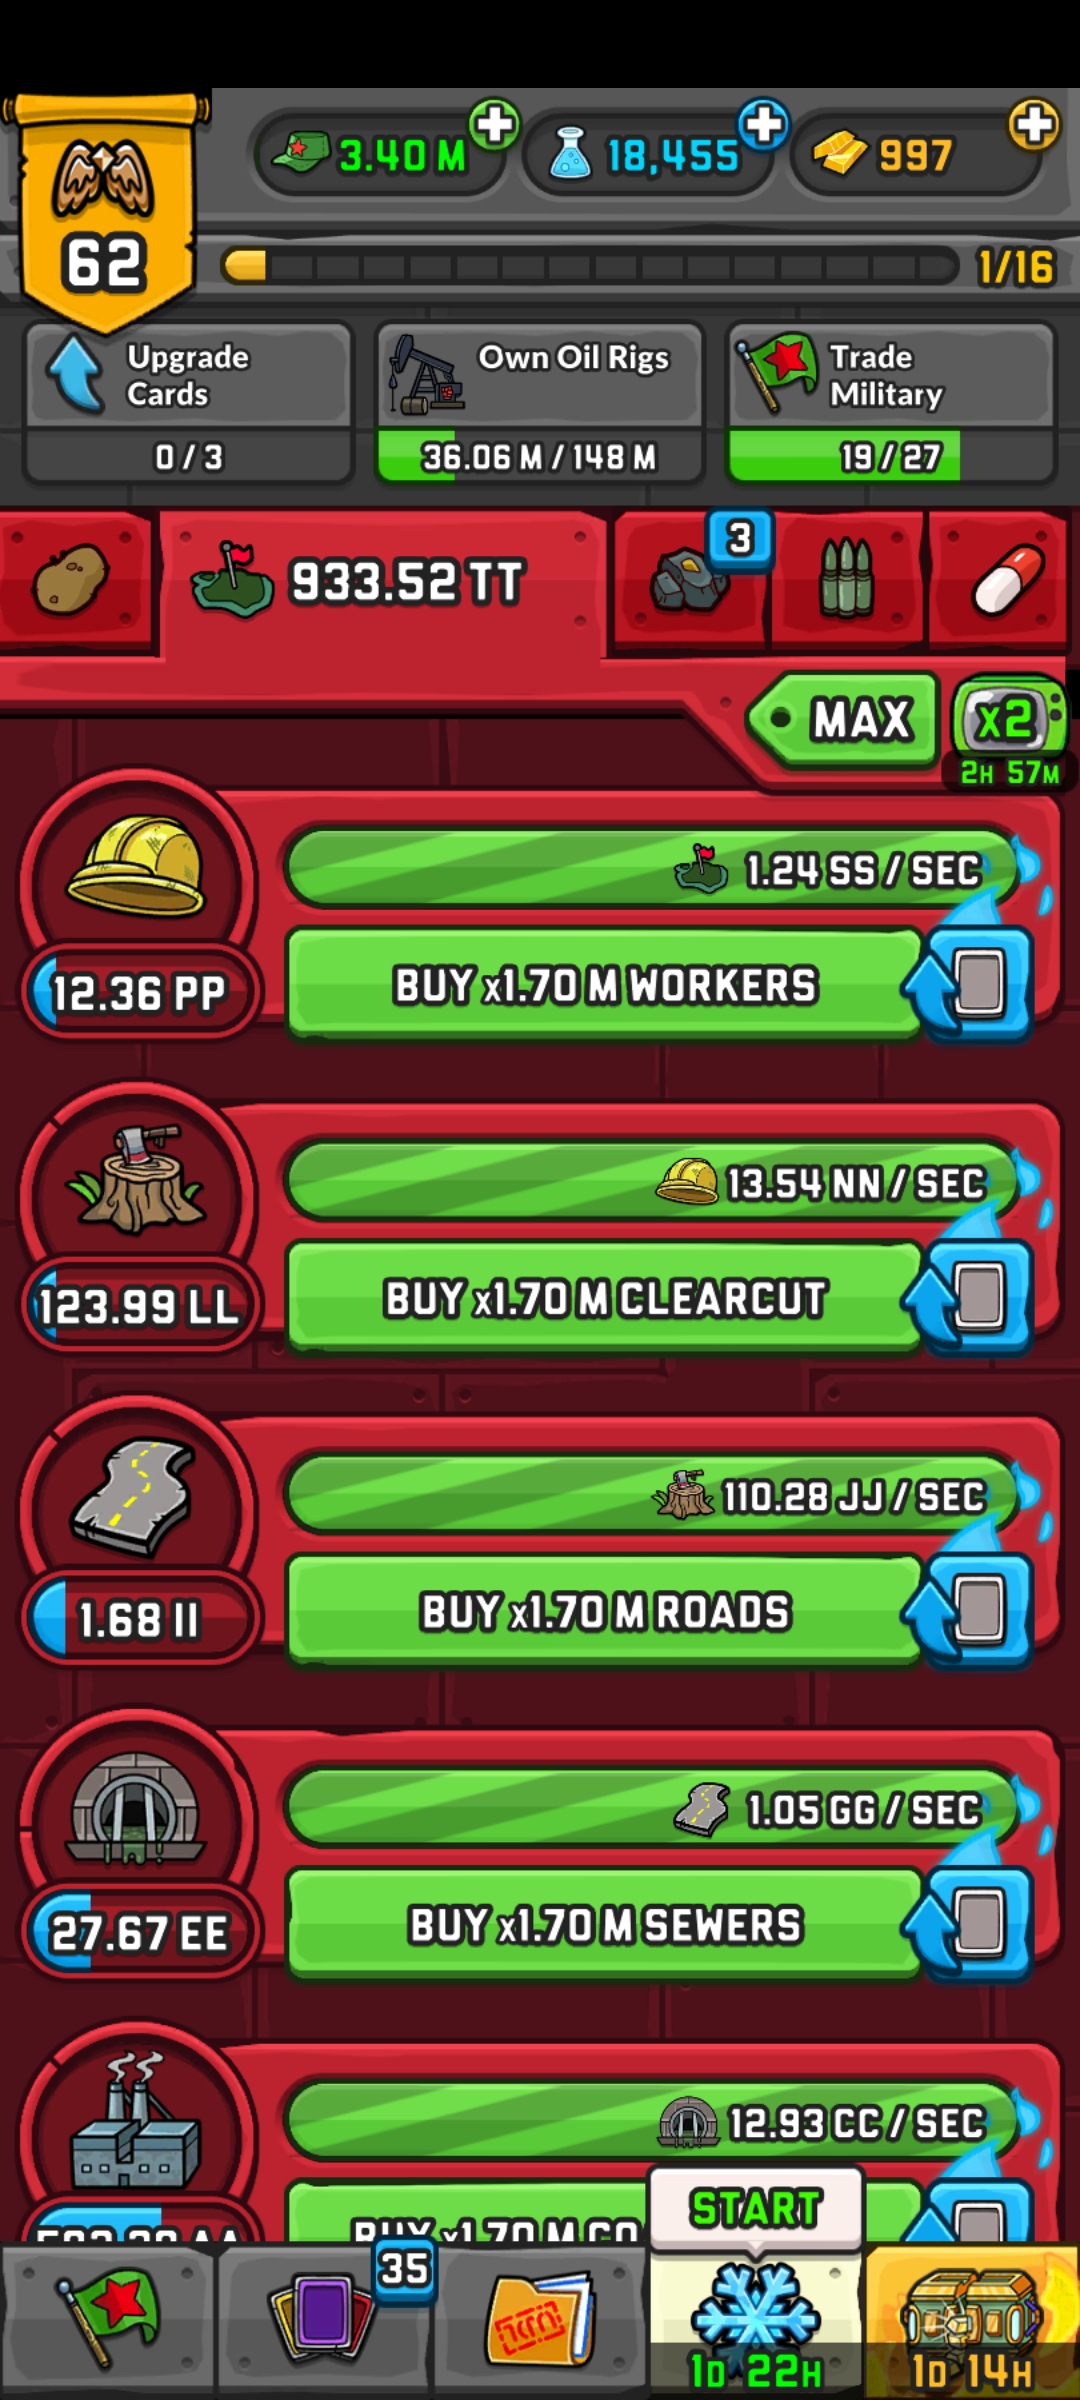 3.40 M
18,455
997
62
1/16
Upgrade
Cards
0 / 3
Own Oil Rigs
36.06 M / 148 M
Trade
Military
19 / 27
933.52 TT
3
MAX
x2
2H 57M
1.24 SS / SEC
12.36 PP
BUY x1.70 M WORKERS
13.54 NN / SEC
123.99 LL
BUY x1.70 M CLEARCUT
110.28 JJ / SEC
1.68 II
BUY x1.70 M ROADS
1.05 GG / SEC
27.67 EE
BUY x1.70 M SEWERS
12.93 CC / SEC
BUY x1.70 M
START
35
1D 22H
1D 14H